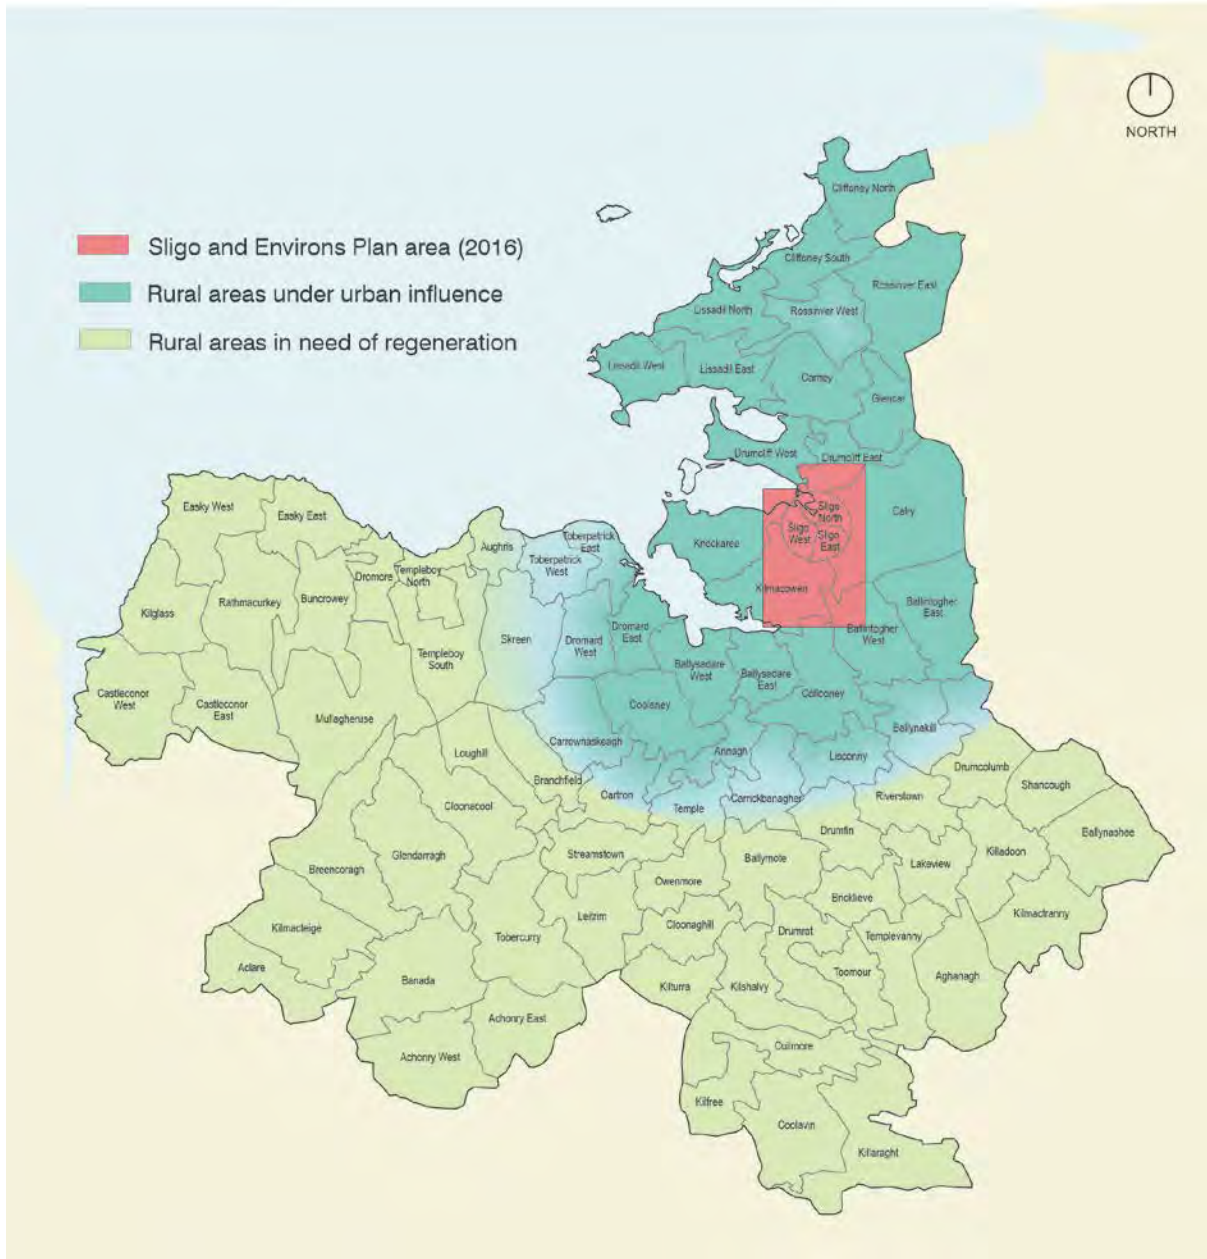 NORTH
Sligo and Environs Plan area (2016)
Rural areas under urban influence
Rural areas in need of regeneration
Cliffoney North
Cliffoney South
Rossinver East
Lissadil North
Rossinver West
Lissadil West
Lissadil East
Carney
Glencar
Drumcliff West
Drumcliff East
Calry
Sligo
North
Sligo
West
Sligo
East
Knockaree
Kilmacowen
Ballintogher
East
Ballintogher
West
Easky West
Easky East
Aughris
Toberpatrick
East
Toberpatrick
West
Dromore
Templeboy
North
Kilglass
Rathmacurkey
Buncrowey
Skreen
Dromard
West
Dromard
East
Templeboy
South
Ballysadare
West
Ballysadare
East
Collooney
Castleconor
West
Castleconor
East
Mullagheruse
Coolaney
Ballynakill
Carrownaskeagh
Annagh
Lisconny
Loughill
Branchfield
Cartron
Temple
Carrickbanagher
Riverstown
Drumcolumb
Shancough
Cloonacool
Drumfin
Ballynashee
Breencoragh
Glendarragh
Streamstown
Ballymote
Lakeview
Killadoon
Owenmore
Bricklieve
Kilmacteige
Tobercurry
Leitrim
Cloonaghill
Drumrat
Templevanny
Kilmactranny
Aclare
Banada
Kilturra
Kilshalvy
Toomour
Aghanagh
Achonry East
Achonry West
Cuilmore
Kilfree
Coolavin
Killaraght